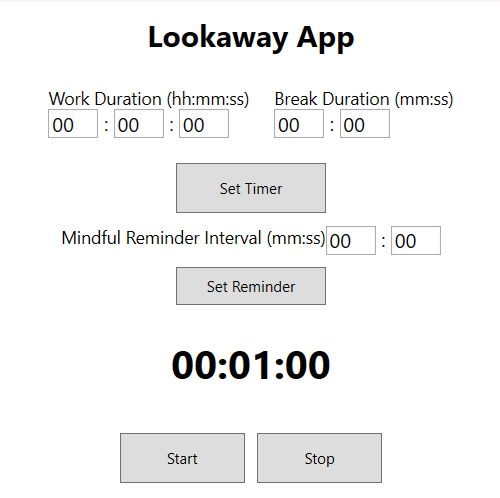 Lookaway App
Work Duration (hh:mm:ss) Break Duration (mm:ss)
00 : 00 : 00 00 : 00
Set Timer
Mindful Reminder Interval (mm:ss) 00 : 00
Set Reminder
00:01:00
Start Stop